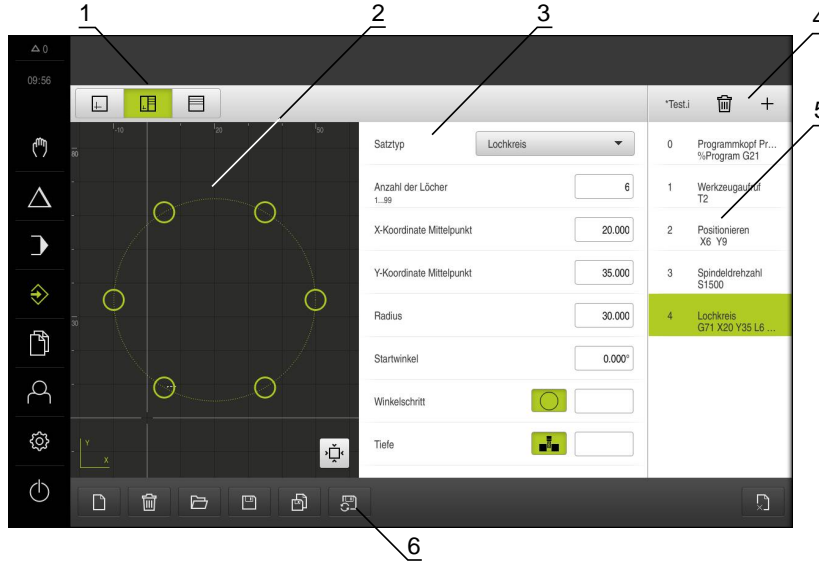 1
2
3
4
5
6
0
09:56
-10
20
50
80
30
Y
X
Satztyp
Lochkreis
Anzahl der Löcher
1...99
6
X-Koordinate Mittelpunkt
20.000
Y-Koordinate Mittelpunkt
35.000
Radius
30.000
Startwinkel
0.000°
Winkelschritt
Tiefe
*Test.i
0 Programmkopf Pr...
%Program G21
1 Werkzeugaufruf
T2
2 Positionieren
X6 Y9
3 Spindeldrehzahl
S1500
4 Lochkreis
G71 X20 Y35 L6 ...